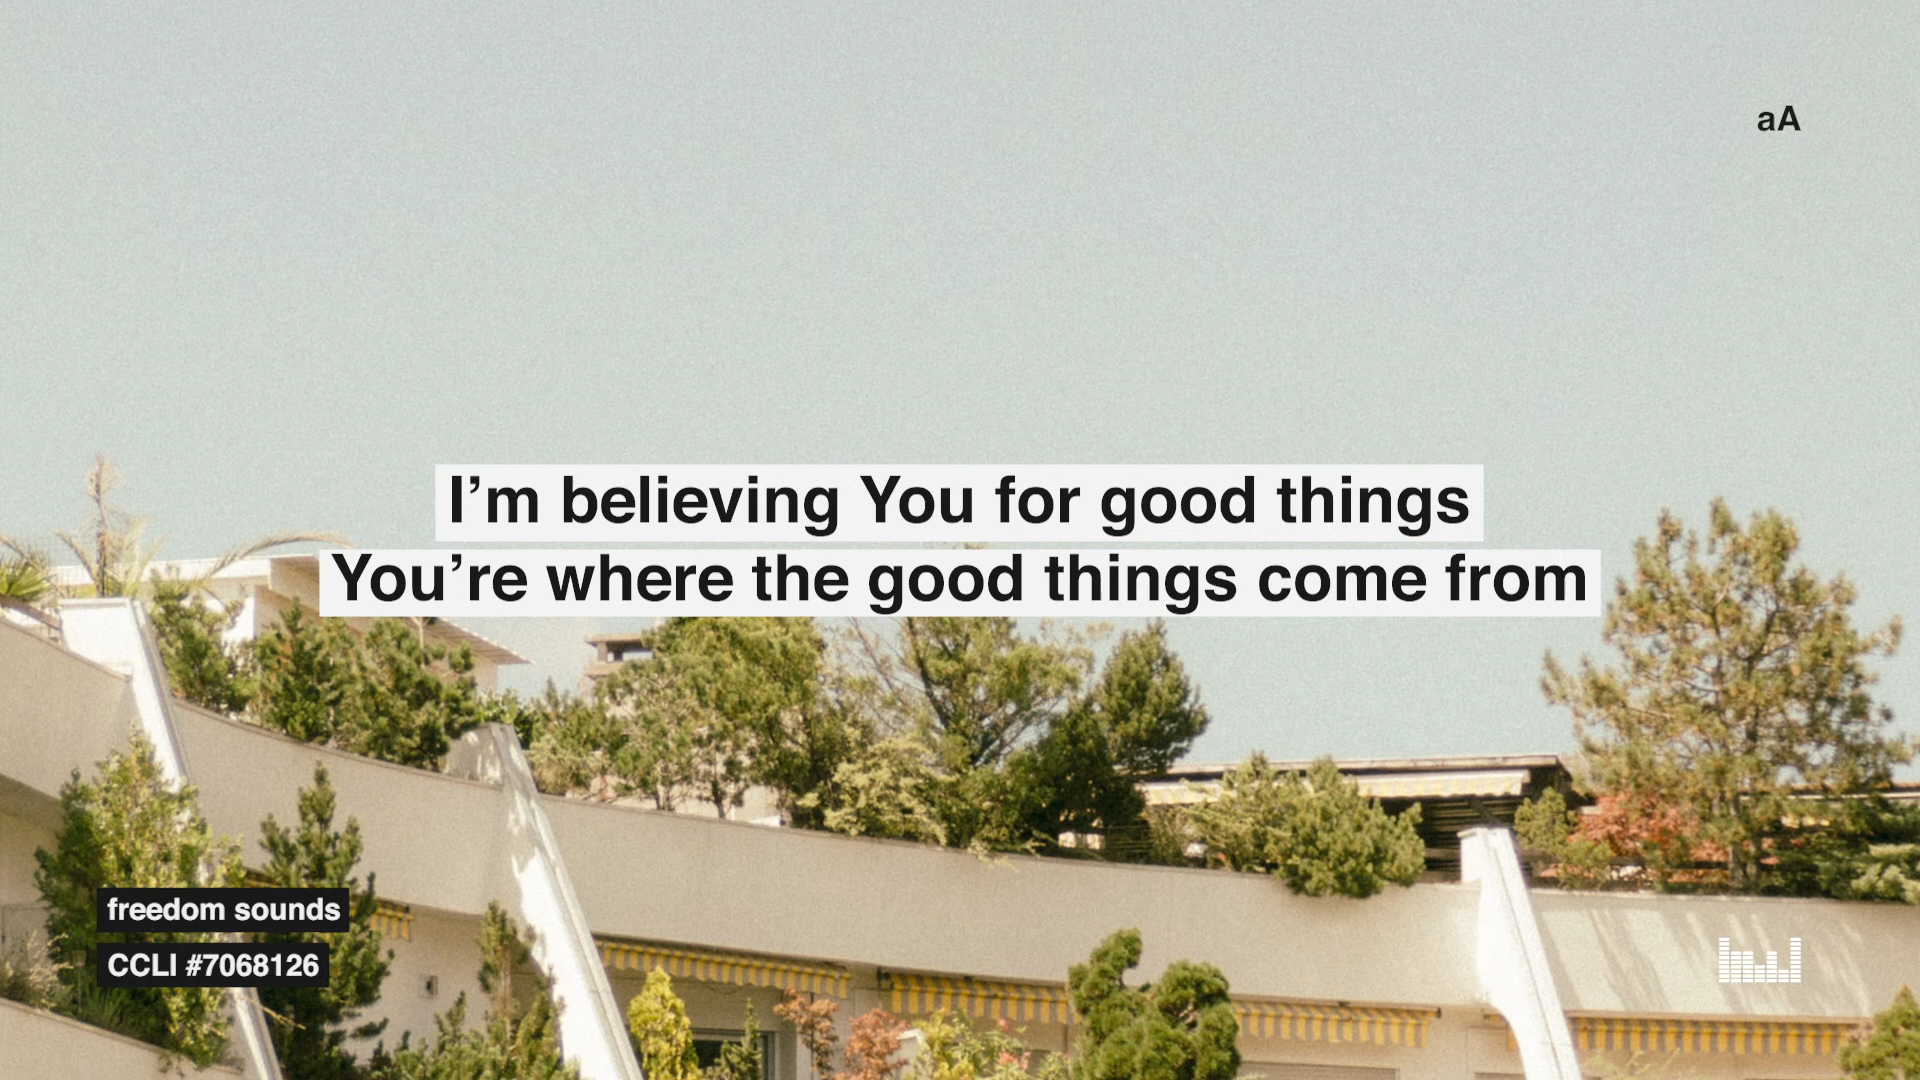 aA
I’m believing You for good things
You’re where the good things come from
freedom sounds
CCLI #7068126